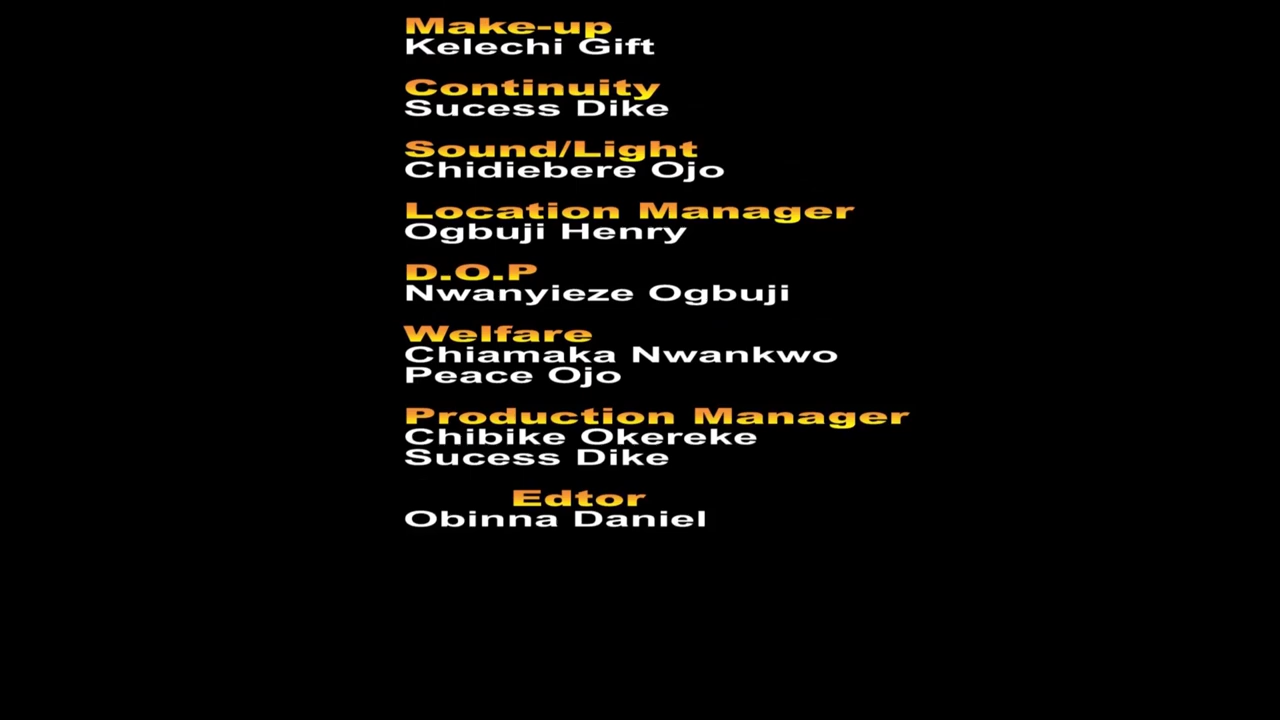 Make-up
Kelechi Gift
Continuity
Sucess Dike
Sound/Light
Chidiebere Ojo
Location Manager
Ogbuji Henry
D.O.P
Nwanyieze Ogbuji
Welfare
Chiamaka Nwankwo
Peace Ojo
Production Manager
Chibike Okereke
Sucess Dike
Edtor
Obinna Daniel